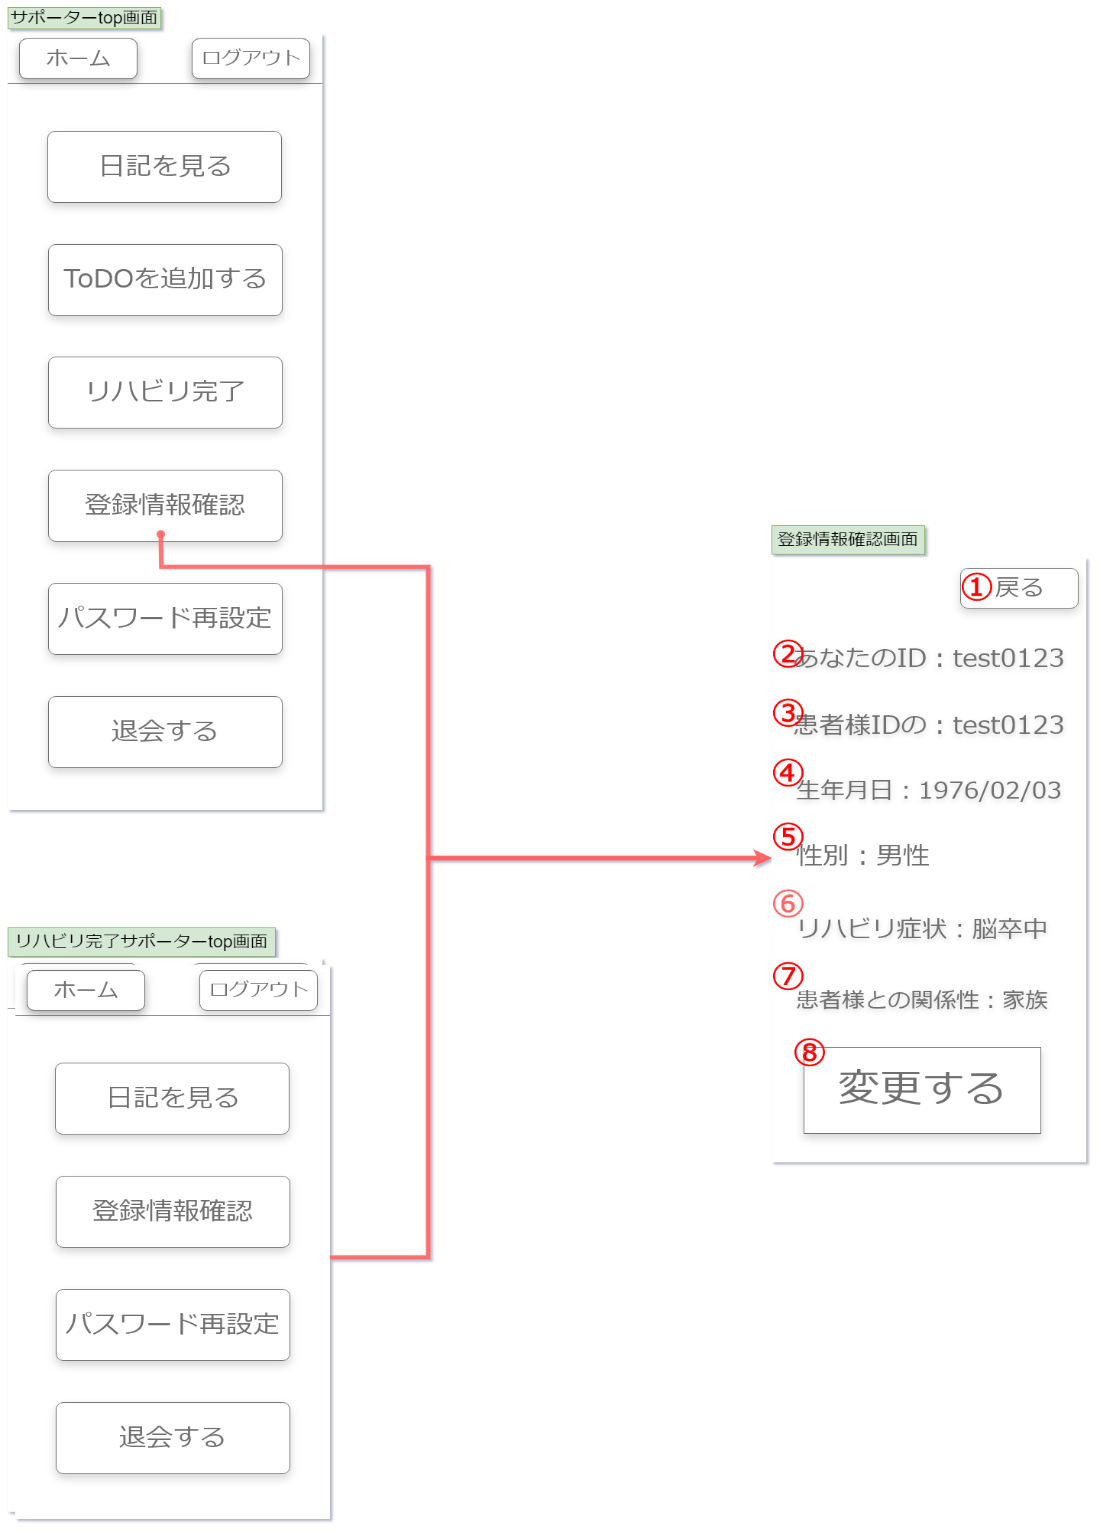 サポーターtop画面
ホーム
ログアウト
日記を見る
ToDOを追加する
リハビリ完了
登録情報確認
パスワード再設定
退会する
リハビリ完了サポーターtop画面
ホーム
ログアウト
日記を見る
登録情報確認
パスワード再設定
退会する
登録情報確認画面
①戻る
②あなたのID：test0123
③患者様IDの：test0123
④生年月日：1976/02/03
⑤性別：男性
⑥リハビリ症状：脳卒中
⑦患者様との関係性：家族
⑧変更する